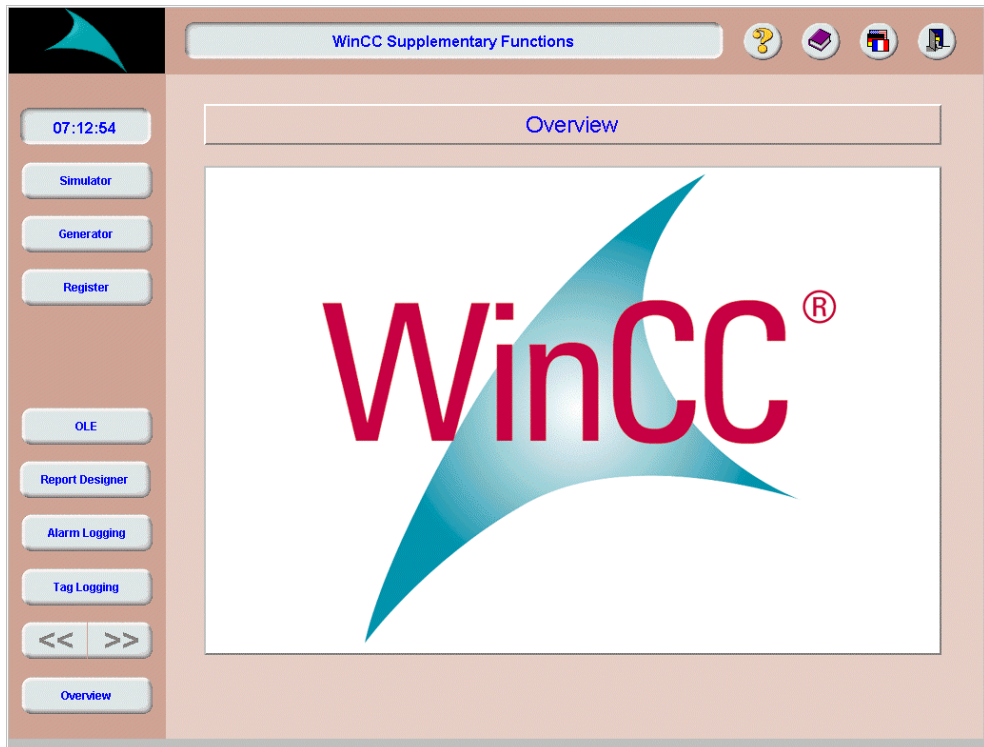 WinCC Supplementary Functions
07:12:54
Simulator
Generator
Register
OLE
Report Designer
Alarm Logging
Tag Logging
<< >>
Overview
Overview
WinCC®